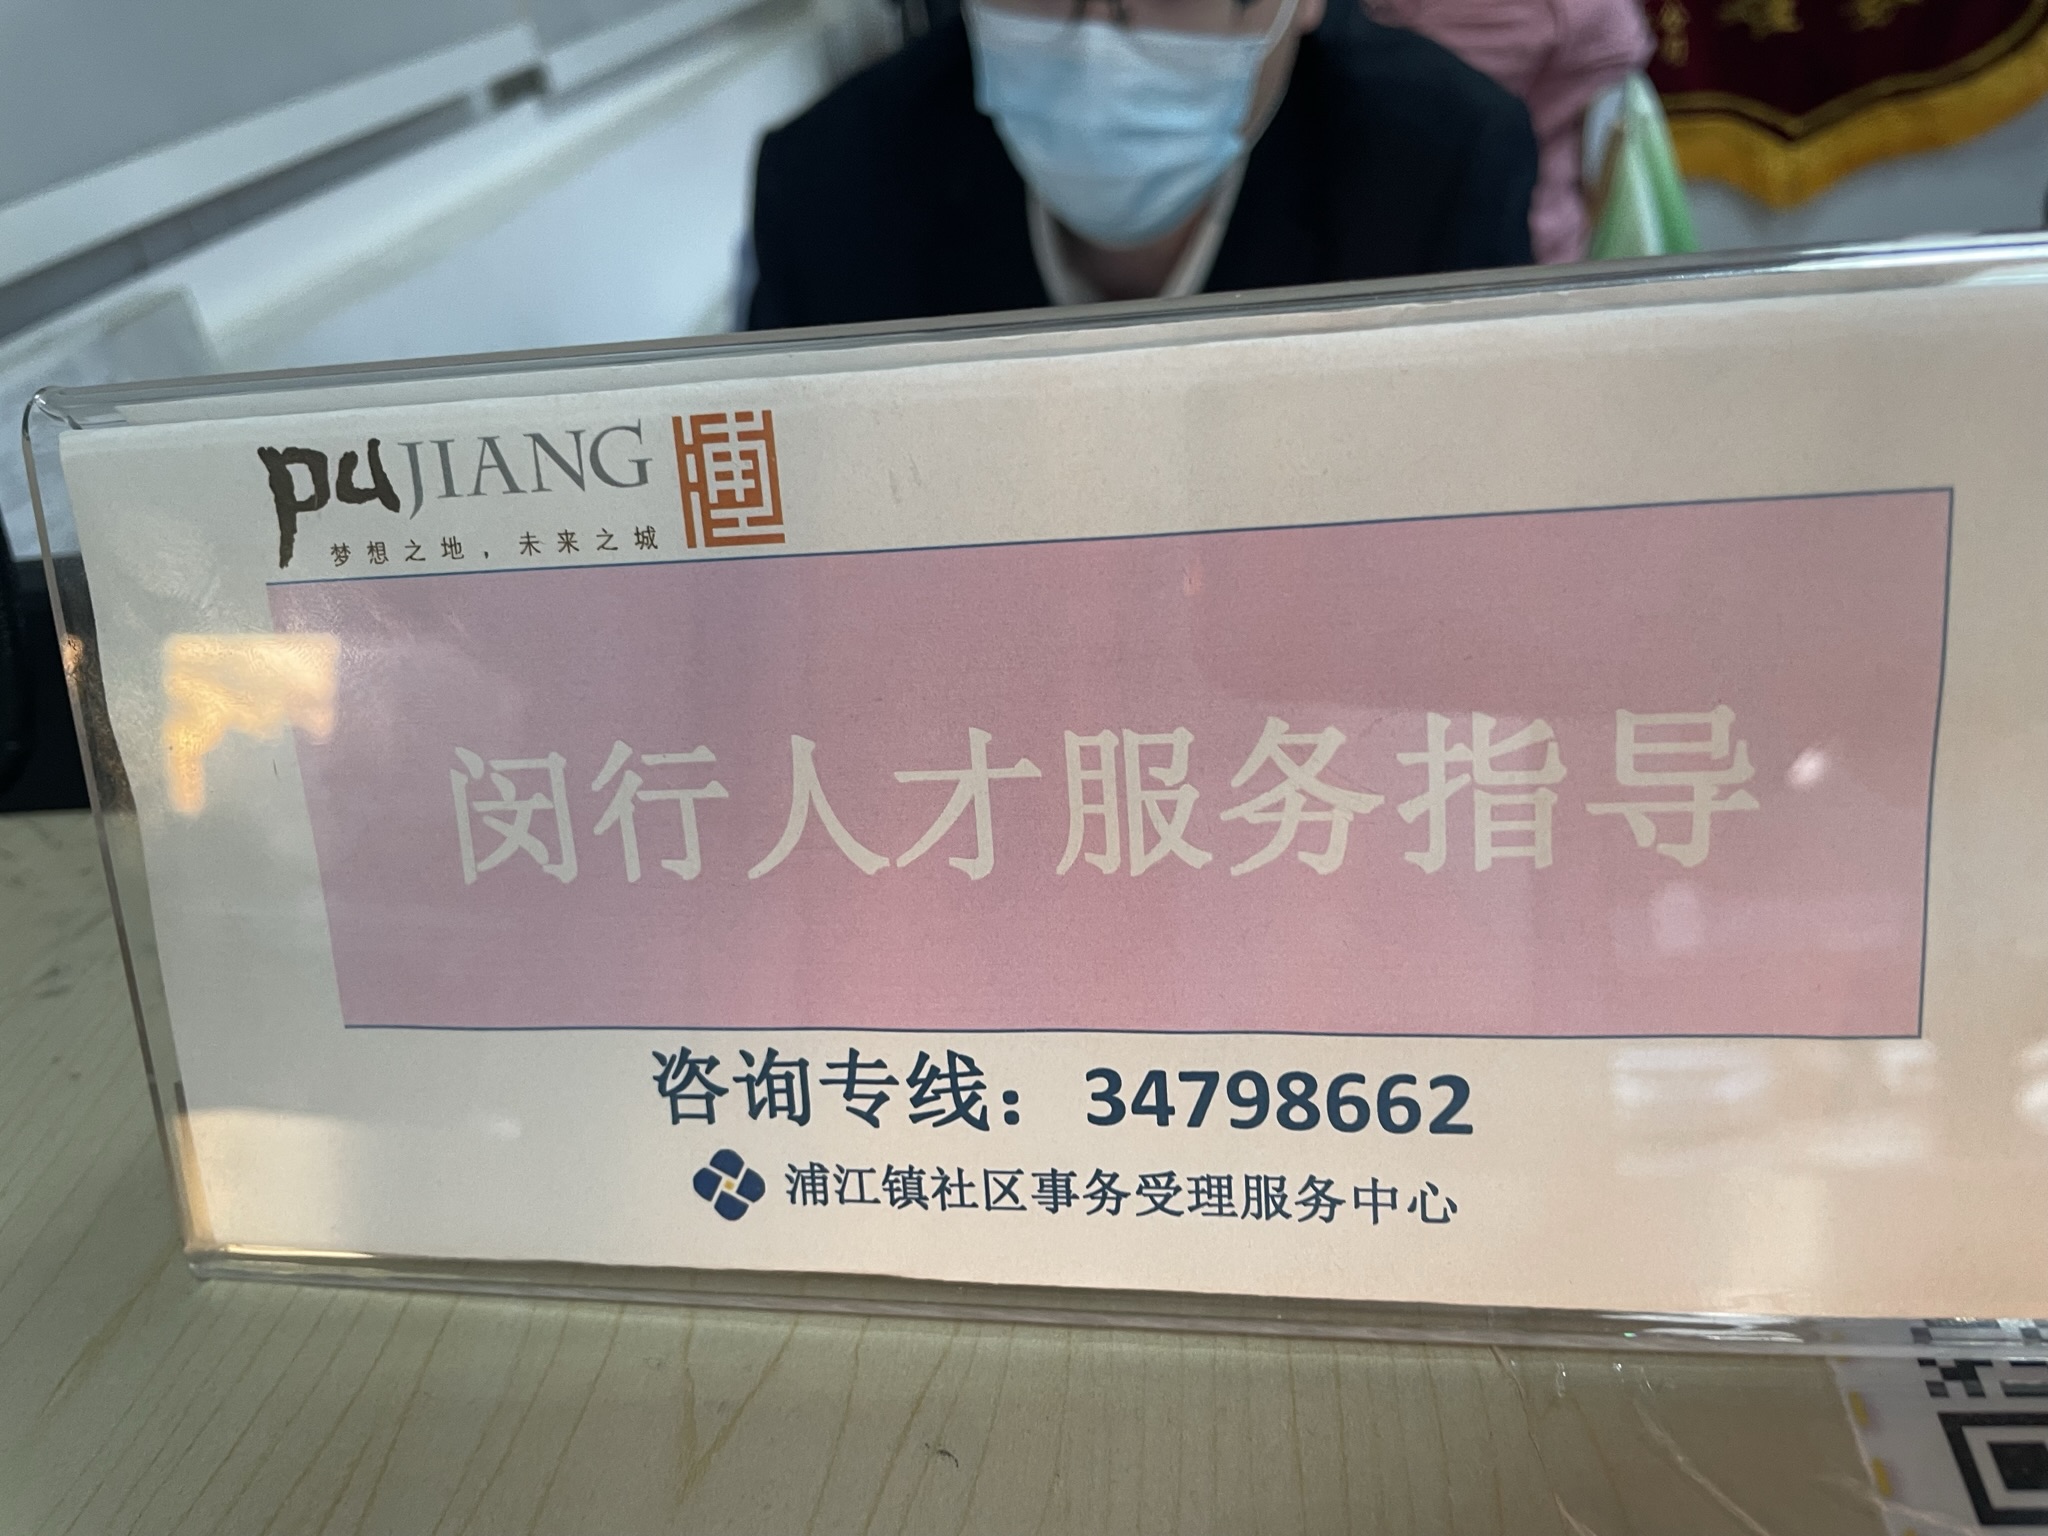 puJIANG
梦想之地，未来之城
闵行人才服务指导
咨询专线：34798662
浦江镇社区事务受理服务中心